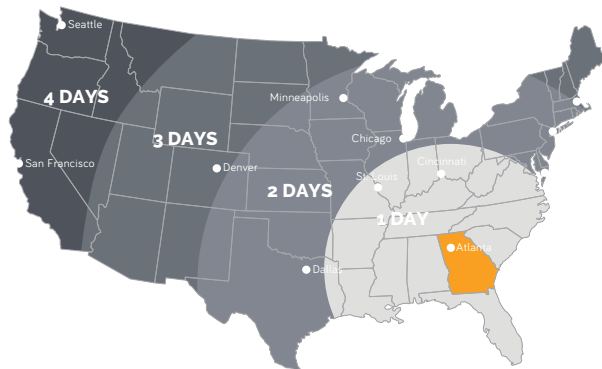 Seattle
4 DAYS
Minneapolis
3 DAYS
Chicago
San Francisco
Denver
Cincinnati
St. Louis
2 DAYS
1 DAY
Atlanta
Dallas